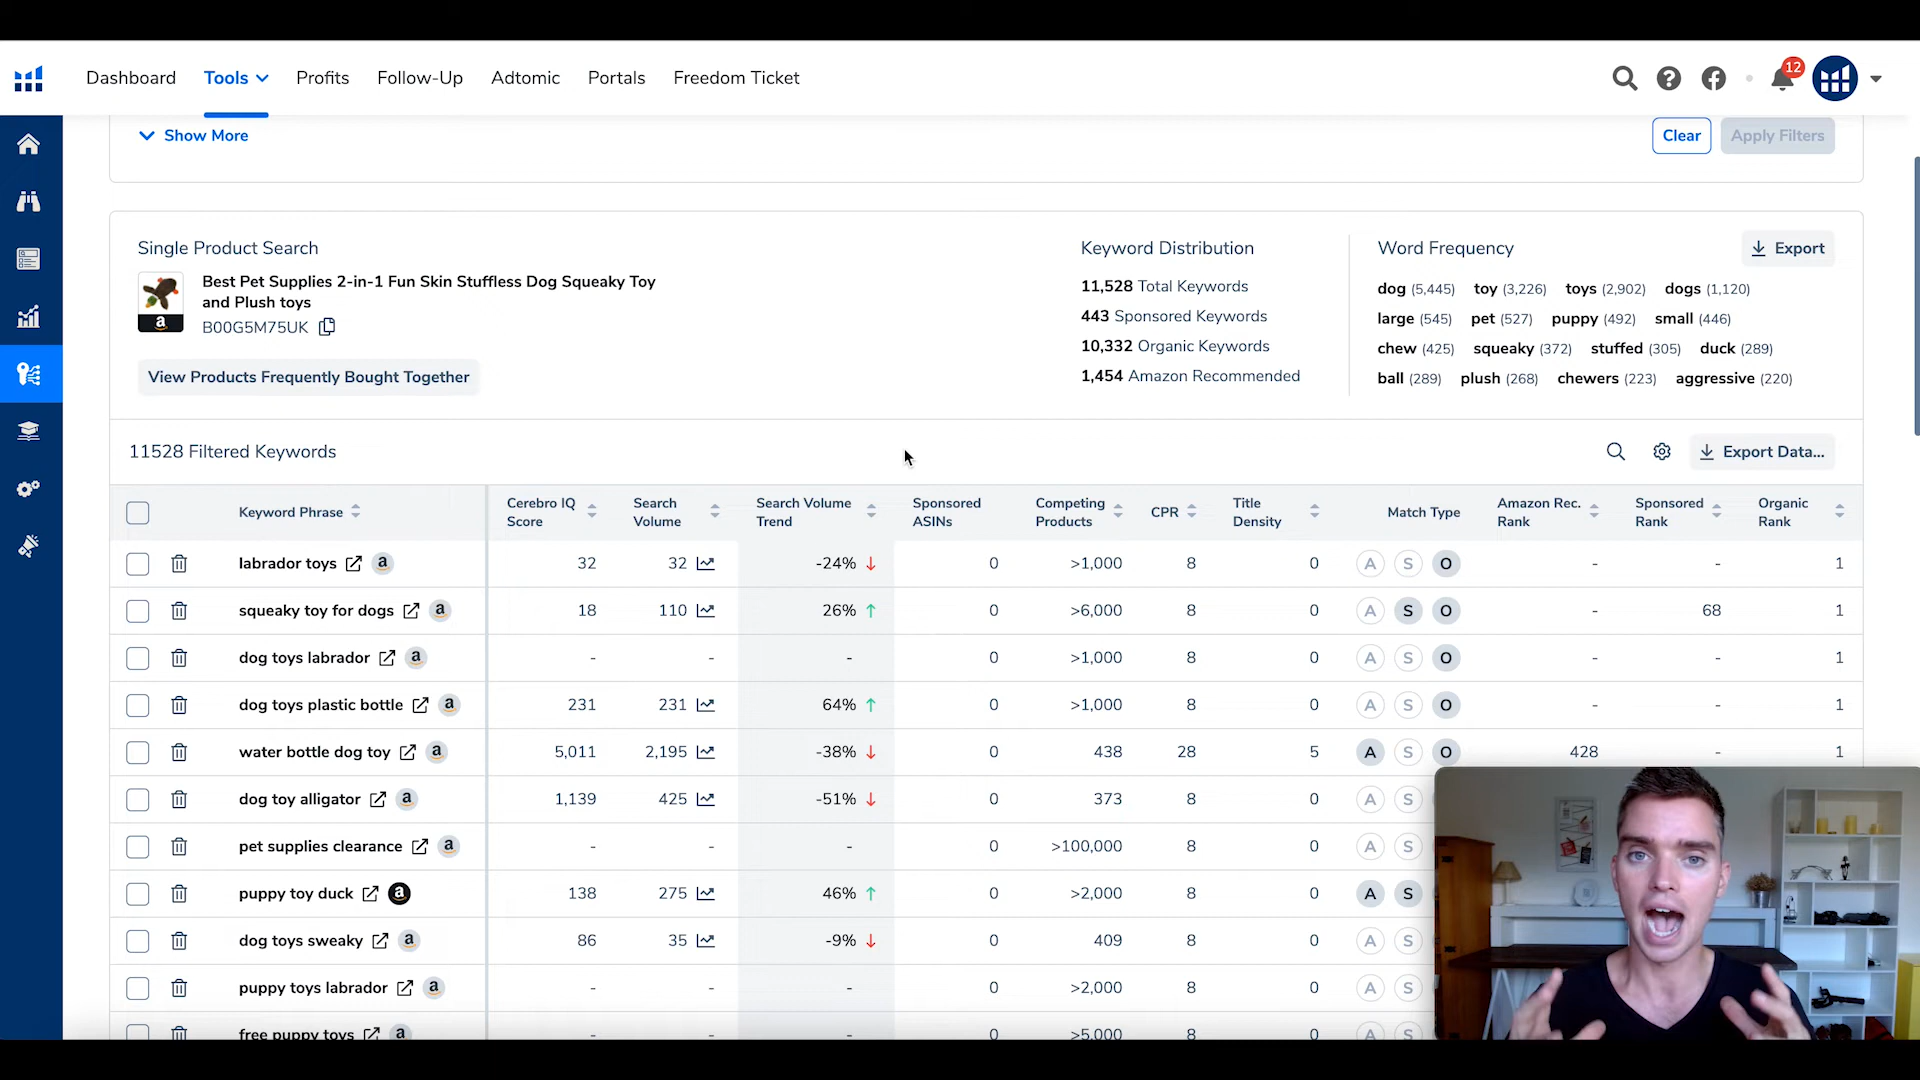 Dashboard Tools Profits Follow-Up Adtomic Portals Freedom Ticket 12
Show More Clear Apply Filters
Single Product Search
Best Pet Supplies 2-in-1 Fun Skin Stuffless Dog Squeaky Toy
and Plush toys
a
B00G5M75UK
View Products Frequently Bought Together
Keyword Distribution
11,528 Total Keywords
443 Sponsored Keywords
10,332 Organic Keywords
1,454 Amazon Recommended
Word Frequency Export
dog (5,445) toy (3,226) toys (2,902) dogs (1,120)
large (545) pet (527) puppy (492) small (446)
chew (425) squeaky (372) stuffed (305) duck (289)
ball (289) plush (268) chewers (223) aggressive (220)
11528 Filtered Keywords Export Data...
Keyword Phrase Cerebro IQ Score Search Volume Search Volume Trend Sponsored ASINs Competing Products CPR Title Density Match Type Amazon Rec. Rank Sponsored Rank Organic Rank
labrador toys a 32 32 -24% 0 >1,000 8 0 A S O - - 1
squeaky toy for dogs a 18 110 26% 0 >6,000 8 0 A S O - 68 1
dog toys labrador a - - - 0 >1,000 8 0 A S O - - 1
dog toys plastic bottle a 231 231 64% 0 >1,000 8 0 A S O - - 1
water bottle dog toy a 5,011 2,195 -38% 0 438 28 5 A S O 428 - 1
dog toy alligator a 1,139 425 -51% 0 373 8 0 A S
pet supplies clearance a - - - 0 >100,000 8 0 A S
puppy toy duck a 138 275 46% 0 >2,000 8 0 A S
dog toys sweaky a 86 35 -9% 0 409 8 0 A S
puppy toys labrador a - - - 0 >2,000 8 0 A S
free puppy toys a - - - 0 >5,000 8 0 A S